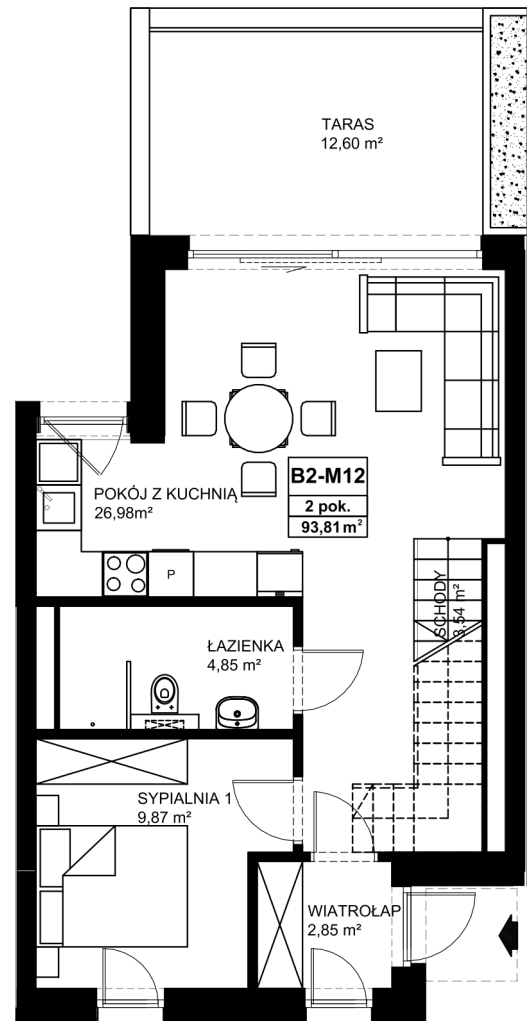 TARAS
12,60 m²
B2-M12
2 pok.
93,81 m²
POKÓJ Z KUCHNIĄ
26,98m²
P
SCHODY
3,54 m²
ŁAZIENKA
4,85 m²
SYPIALNIA 1
9,87 m²
WIATROŁAP
2,85 m²